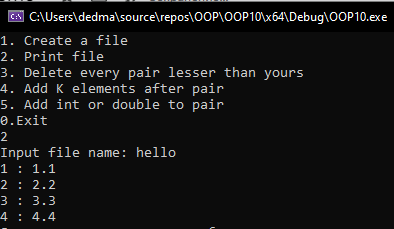 C:\Users\dedma\source\repos\OOP\OOP10\x64\Debug\OOP10.exe
1. Create a file
2. Print file
3. Delete every pair lesser than yours
4. Add K elements after pair
5. Add int or double to pair
0.Exit
2
Input file name: hello
1 : 1.1
2 : 2.2
3 : 3.3
4 : 4.4